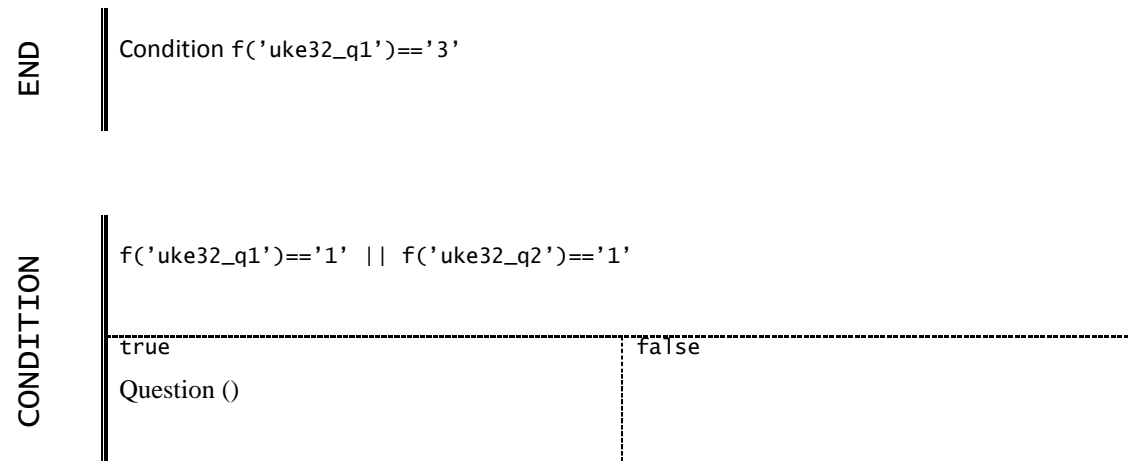 END
Condition f('uke32_q1')=='3'
CONDITION
f('uke32_q1')=='1' || f('uke32_q2')=='1'
true
false
Question ()